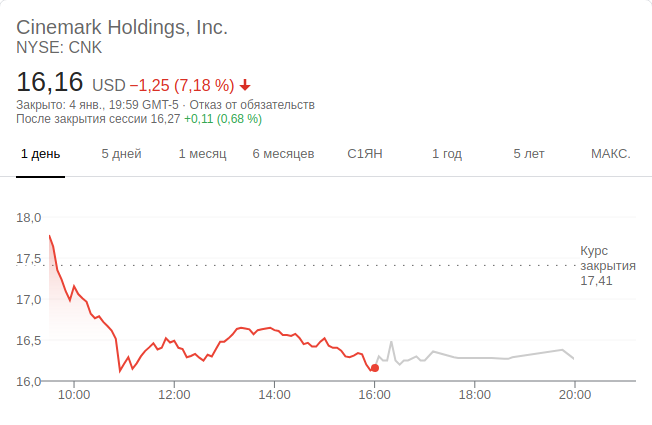 Cinemark Holdings, Inc.
NYSE: CNK
16,16 USD −1,25 (7,18 %)
Закрыто: 4 янв., 19:59 GMT-5 · Отказ от обязательств
После закрытия сессии 16,27 +0,11 (0,68 %)
1 день 5 дней 1 месяц 6 месяцев С1ЯН 1 год 5 лет МАКС.
18,0
17,5
17,0
16,5
16,0
Курс
закрытия
17,41
10:00 12:00 14:00 16:00 18:00 20:00